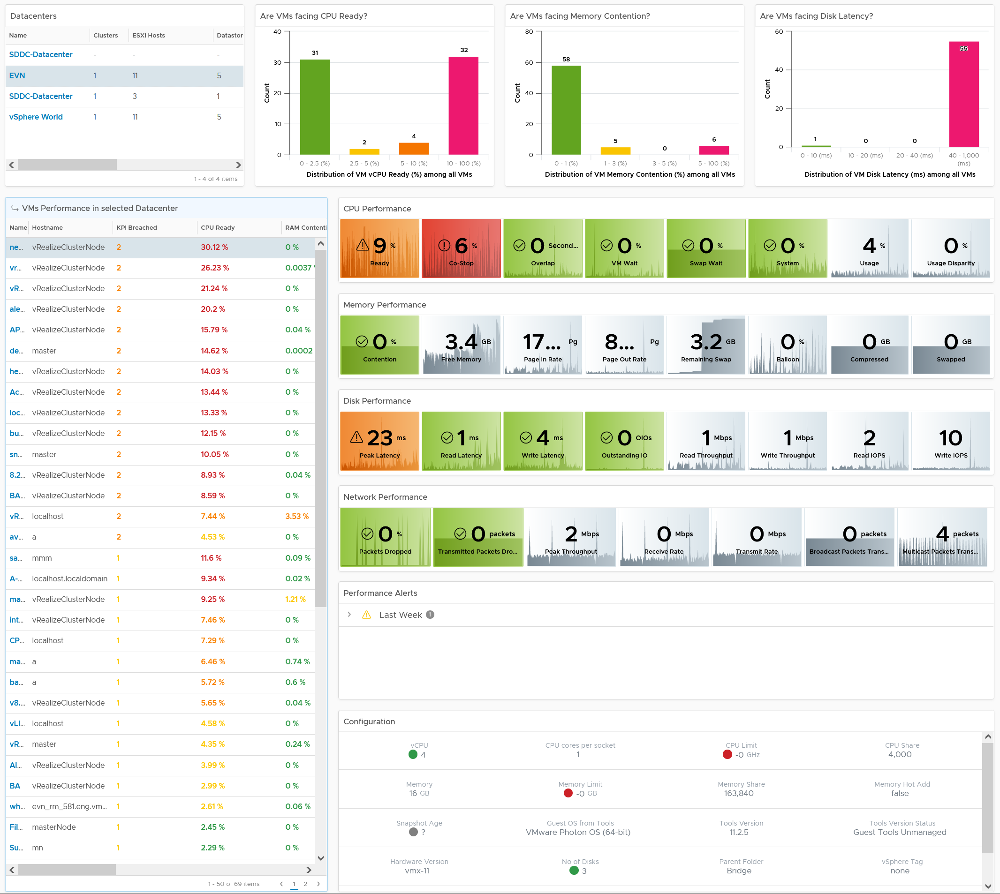 Datacenters
Name Clusters ESXi Hosts Datastor
SDDC-Datacenter - - -
EVN 1 11 5
SDDC-Datacenter 1 3 1
vSphere World 1 11 5
1 - 4 of 4 items
Are VMs facing CPU Ready?
40
30
20
10
0
Count
31
2
4
32
0 - 2.5 (%) 2.5 - 5 (%) 5 - 10 (%) 10 - 100 (%)
Distribution of VM vCPU Ready (%) among all VMs
Are VMs facing Memory Contention?
80
60
40
20
0
Count
58
5
0
6
0 - 1 (%) 1 - 3 (%) 3 - 5 (%) 5 - 100 (%)
Distribution of VM Memory Contention (%) among all VMs
Are VMs facing Disk Latency?
60
40
20
0
Count
1
0
0
55
0 - 10 (ms) 10 - 20 (ms) 20 - 40 (ms) 40 - 1,000
(ms)
Distribution of VM Disk Latency (ms) among all VMs
VMs Performance in selected Datacenter
Name Hostname KPI Breached CPU Ready RAM Contenti
ne... vRealizeClusterNode 2 30.12 % 0 %
vr... vRealizeClusterNode 2 26.23 % 0.0037
vR... vRealizeClusterNode 2 21.24 % 0 %
ale... vRealizeClusterNode 2 20.2 % 0 %
AP... vRealizeClusterNode 2 15.79 % 0.04 %
de... master 2 14.62 % 0.0002
he... vRealizeClusterNode 2 14.03 % 0 %
Ac... vRealizeClusterNode 2 13.44 % 0 %
loc... vRealizeClusterNode 2 13.33 % 0 %
bu... vRealizeClusterNode 2 12.15 % 0 %
sn... master 2 10.05 % 0 %
8.2... vRealizeClusterNode 2 8.93 % 0.04 %
BA... vRealizeClusterNode 2 8.59 % 0 %
vR... localhost 2 7.44 % 3.53 %
av... a 2 4.53 % 0 %
sa... mmm 1 11.6 % 0.09 %
A-... localhost.localdomain 1 9.34 % 0.02 %
ma... vRealizeClusterNode 1 9.25 % 1.21 %
int... vRealizeClusterNode 1 7.46 % 0 %
CP... localhost 1 7.29 % 0 %
ma... a 1 6.46 % 0.74 %
ba... a 1 5.72 % 0.6 %
v8.... vRealizeClusterNode 1 5.65 % 0.04 %
vLI... localhost 1 4.58 % 0 %
vR... master 1 4.35 % 0.24 %
Al... vRealizeClusterNode 1 3.99 % 0 %
BA vRealizeClusterNode 1 2.99 % 0 %
wh... evn_rm_581.eng.vm... 1 2.61 % 0.06 %
Fil... masterNode 1 2.45 % 0 %
Su... mn 1 2.29 % 0 %
1 - 50 of 69 items 1 2
CPU Performance
9 % 6 % 0 Second... 0 % 0 % 0 % 4 % 0 %
Ready Co-Stop Overlap VM Wait Swap Wait System Usage Usage Disparity
Memory Performance
0 % 3.4 GB 17... Pg 8... Pg 3.2 GB 0 % 0 GB 0 GB
Contention Free Memory Page In Rate Page Out Rate Remaining Swap Balloon Compressed Swapped
Disk Performance
23 ms 1 ms 4 ms 0 OIOs 1 Mbps 1 Mbps 2 10
Peak Latency Read Latency Write Latency Outstanding IO Read Throughput Write Throughput Read IOPS Write IOPS
Network Performance
0 % 0 packets 2 Mbps 0 Mbps 0 Mbps 0 packets 4 packets
Packets Dropped Transmitted Packets Dro... Peak Throughput Receive Rate Transmit Rate Broadcast Packets Trans... Multicast Packets Trans...
Performance Alerts
Last Week 1
Configuration
vCPU CPU cores per socket CPU Limit CPU Share
4 1 -0 GHz 4,000
Memory Memory Limit Memory Share Memory Hot Add
16 GB -0 GB 163,840 false
Snapshot Age Guest OS from Tools Tools Version Tools Version Status
? VMware Photon OS (64-bit) 11.2.5 Guest Tools Unmanaged
Hardware Version No of Disks Parent Folder vSphere Tag
vmx-11 3 Bridge none